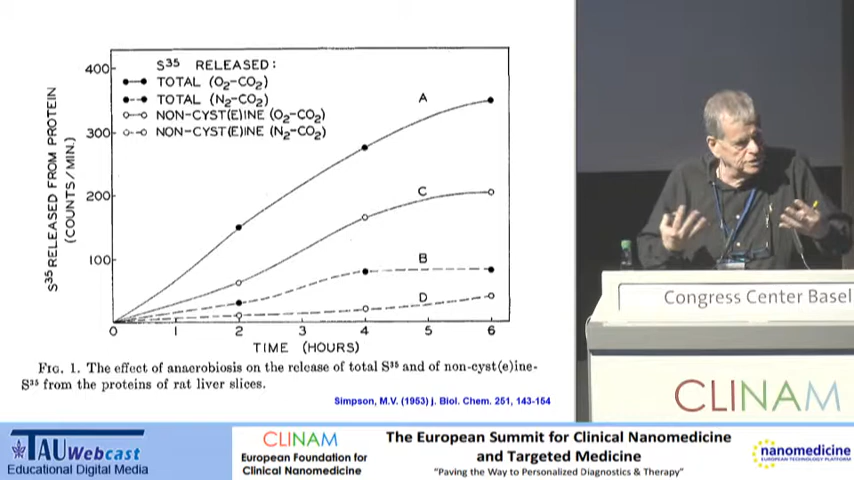 S³⁵ RELEASED:
TOTAL (O₂-CO₂)
TOTAL (N₂-CO₂)
NON-CYST(E)INE (O₂-CO₂)
NON-CYST(E)INE (N₂-CO₂)
400
300
200
100
A
C
B
D
S³⁵ RELEASED FROM PROTEIN
(COUNTS/MIN.)
0 1 2 3 4 5 6
TIME (HOURS)
FIG. 1. The effect of anaerobiosis on the release of total S³⁵ and of non-cyst(e)ine-
S³⁵ from the proteins of rat liver slices.
Simpson, M.V. (1953) j. Biol. Chem. 251, 143-154
Congress Center Basel
CLINAM
TAU Webcast
Educational Digital Media
CLINAM
European Foundation for
Clinical Nanomedicine
The European Summit for Clinical Nanomedicine
and Targeted Medicine
"Paving the Way to Personalized Diagnostics & Therapy"
nanomedicine
EUROPEAN TECHNOLOGY PLATFORM